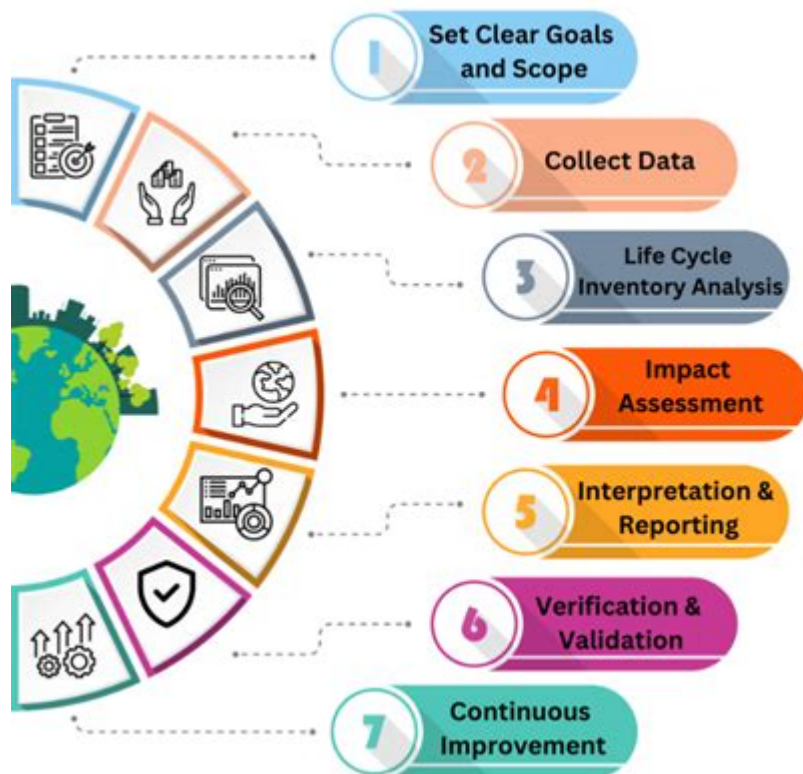 1
Set Clear Goals
and Scope
2
Collect Data
3
Life Cycle
Inventory Analysis
4
Impact
Assessment
5
Interpretation &
Reporting
6
Verification &
Validation
7
Continuous
Improvement